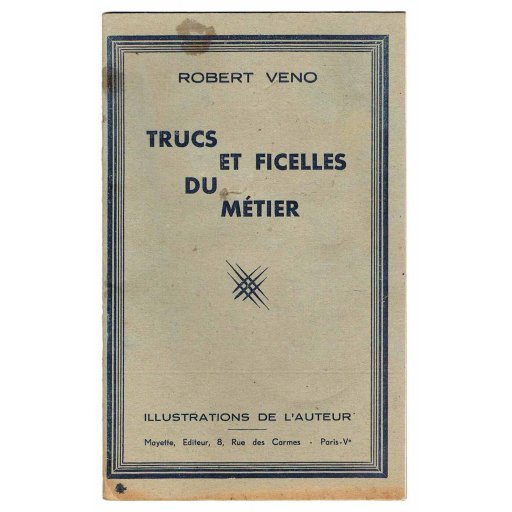 ROBERT VENO
TRUCS
ET FICELLES
DU
MÉTIER
ILLUSTRATIONS DE L'AUTEUR
Mayette, Editeur, 8, Rue des Carmes - Paris-Vᵉ